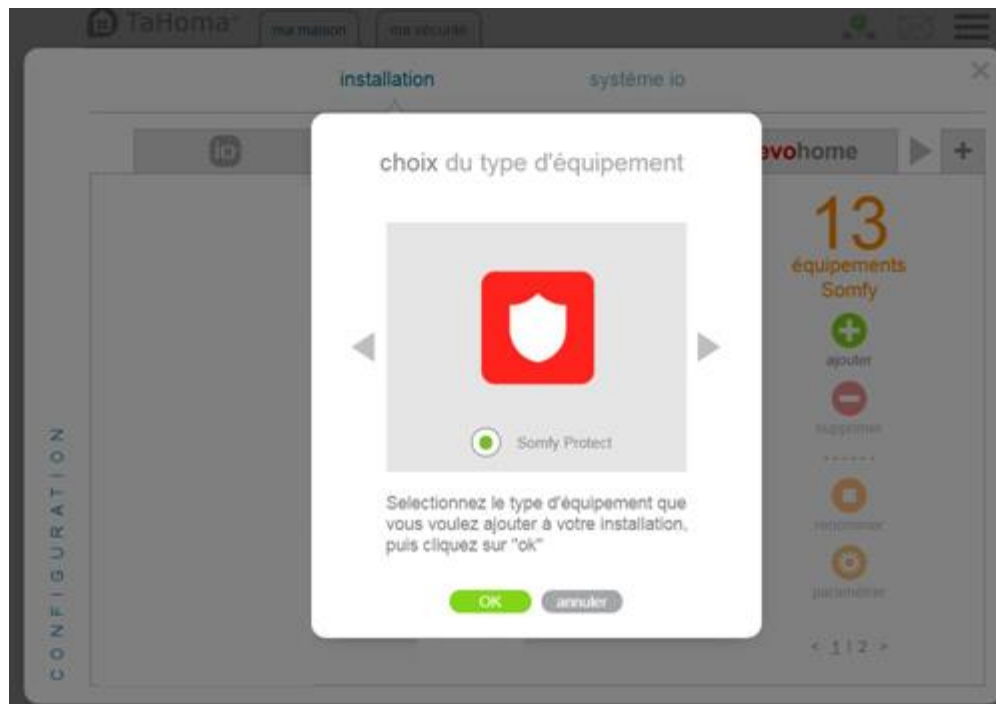 TaHoma
ma maison
ma sécurité
installation
système io
io
evohome
+
choix du type d'équipement
Somfy Protect
Selectionnez le type d'équipement que
vous voulez ajouter à votre installation,
puis cliquez sur "ok"
OK
annuler
13
équipements
Somfy
ajouter
supprimer
renommer
paramétrer
< 1 | 2 >
CONFIGURATION